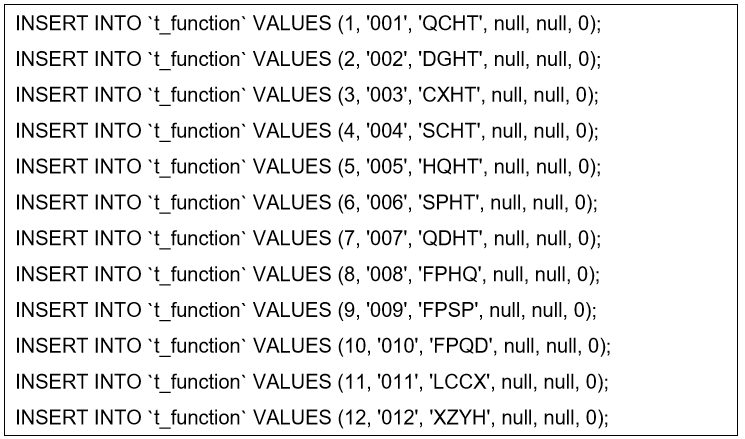 INSERT INTO `t_function` VALUES (1, '001', 'QCHT', null, null, 0);
INSERT INTO `t_function` VALUES (2, '002', 'DGHT', null, null, 0);
INSERT INTO `t_function` VALUES (3, '003', 'CXHT', null, null, 0);
INSERT INTO `t_function` VALUES (4, '004', 'SCHT', null, null, 0);
INSERT INTO `t_function` VALUES (5, '005', 'HQHT', null, null, 0);
INSERT INTO `t_function` VALUES (6, '006', 'SPHT', null, null, 0);
INSERT INTO `t_function` VALUES (7, '007', 'QDHT', null, null, 0);
INSERT INTO `t_function` VALUES (8, '008', 'FPHQ', null, null, 0);
INSERT INTO `t_function` VALUES (9, '009', 'FPSP', null, null, 0);
INSERT INTO `t_function` VALUES (10, '010', 'FPQD', null, null, 0);
INSERT INTO `t_function` VALUES (11, '011', 'LCCX', null, null, 0);
INSERT INTO `t_function` VALUES (12, '012', 'XZYH', null, null, 0);